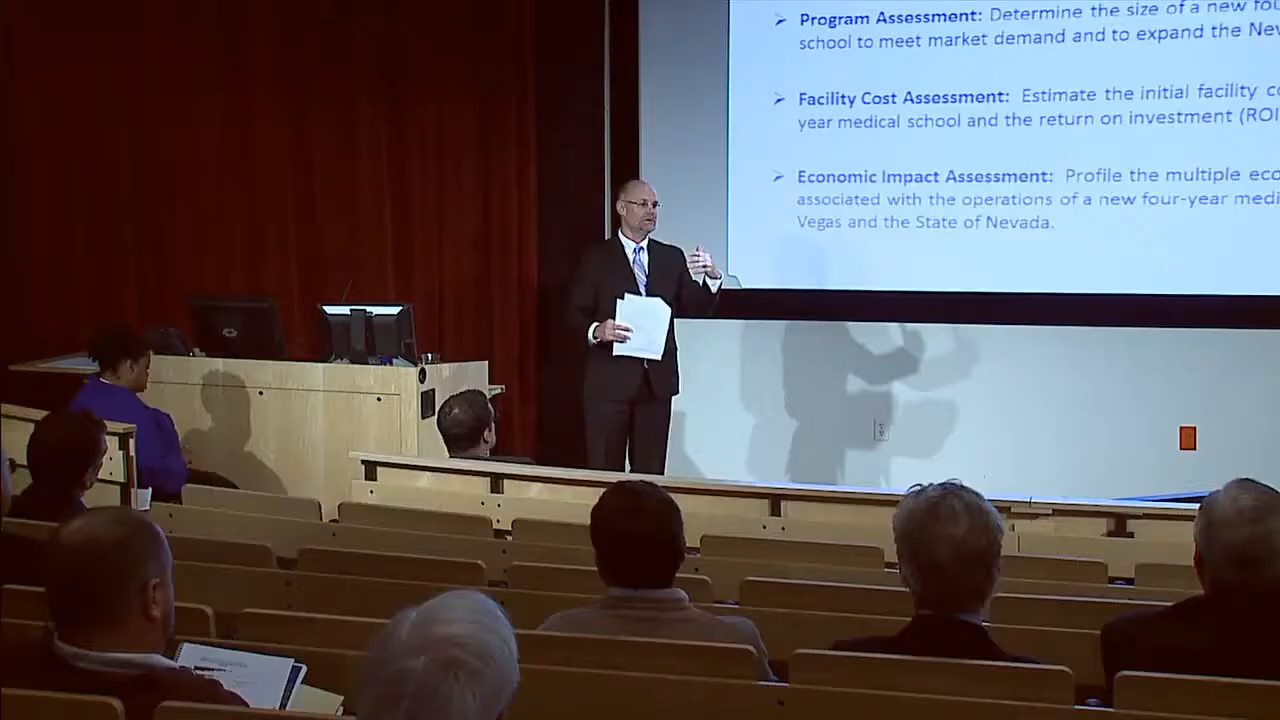 ➢ Program Assessment: Determine the size of a new fou
school to meet market demand and to expand the Nev
➢ Facility Cost Assessment: Estimate the initial facility co
year medical school and the return on investment (ROI
➢ Economic Impact Assessment: Profile the multiple eco
associated with the operations of a new four-year medi
Vegas and the State of Nevada.